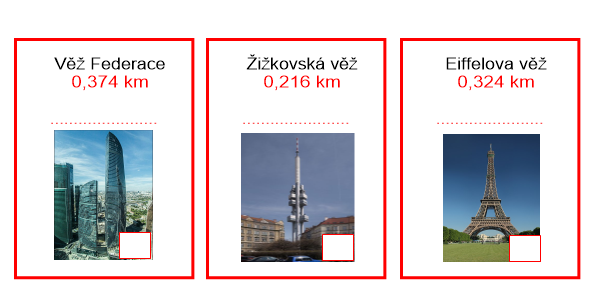 Věž Federace
0,374 km
Žižkovská věž
0,216 km
Eiffelova věž
0,324 km